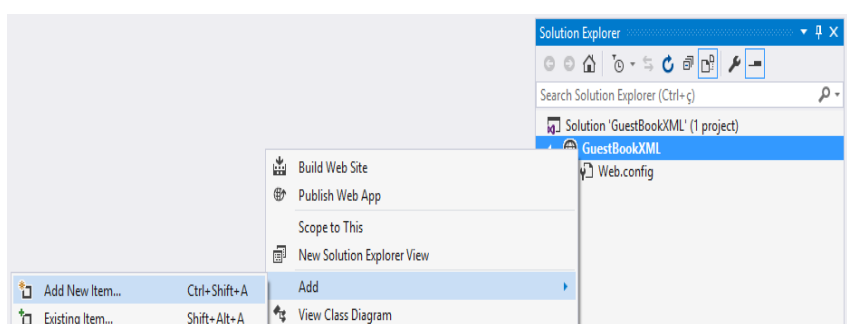 Solution Explorer
Search Solution Explorer (Ctrl+ç)
Solution 'GuestBookXML' (1 project)
GuestBookXML
Web.config
Build Web Site
Publish Web App
Scope to This
New Solution Explorer View
Add
View Class Diagram
Add New Item... Ctrl+Shift+A
Existing Item... Shift+Alt+A